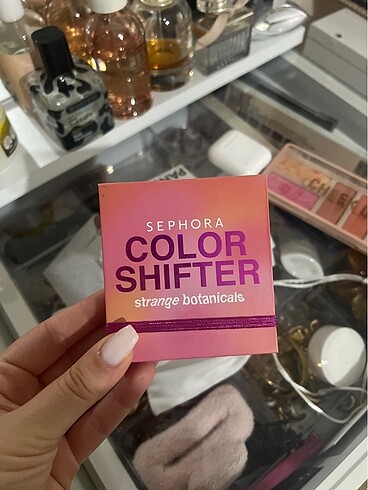 SEPHORA
COLOR
SHIFTER
strange botanicals